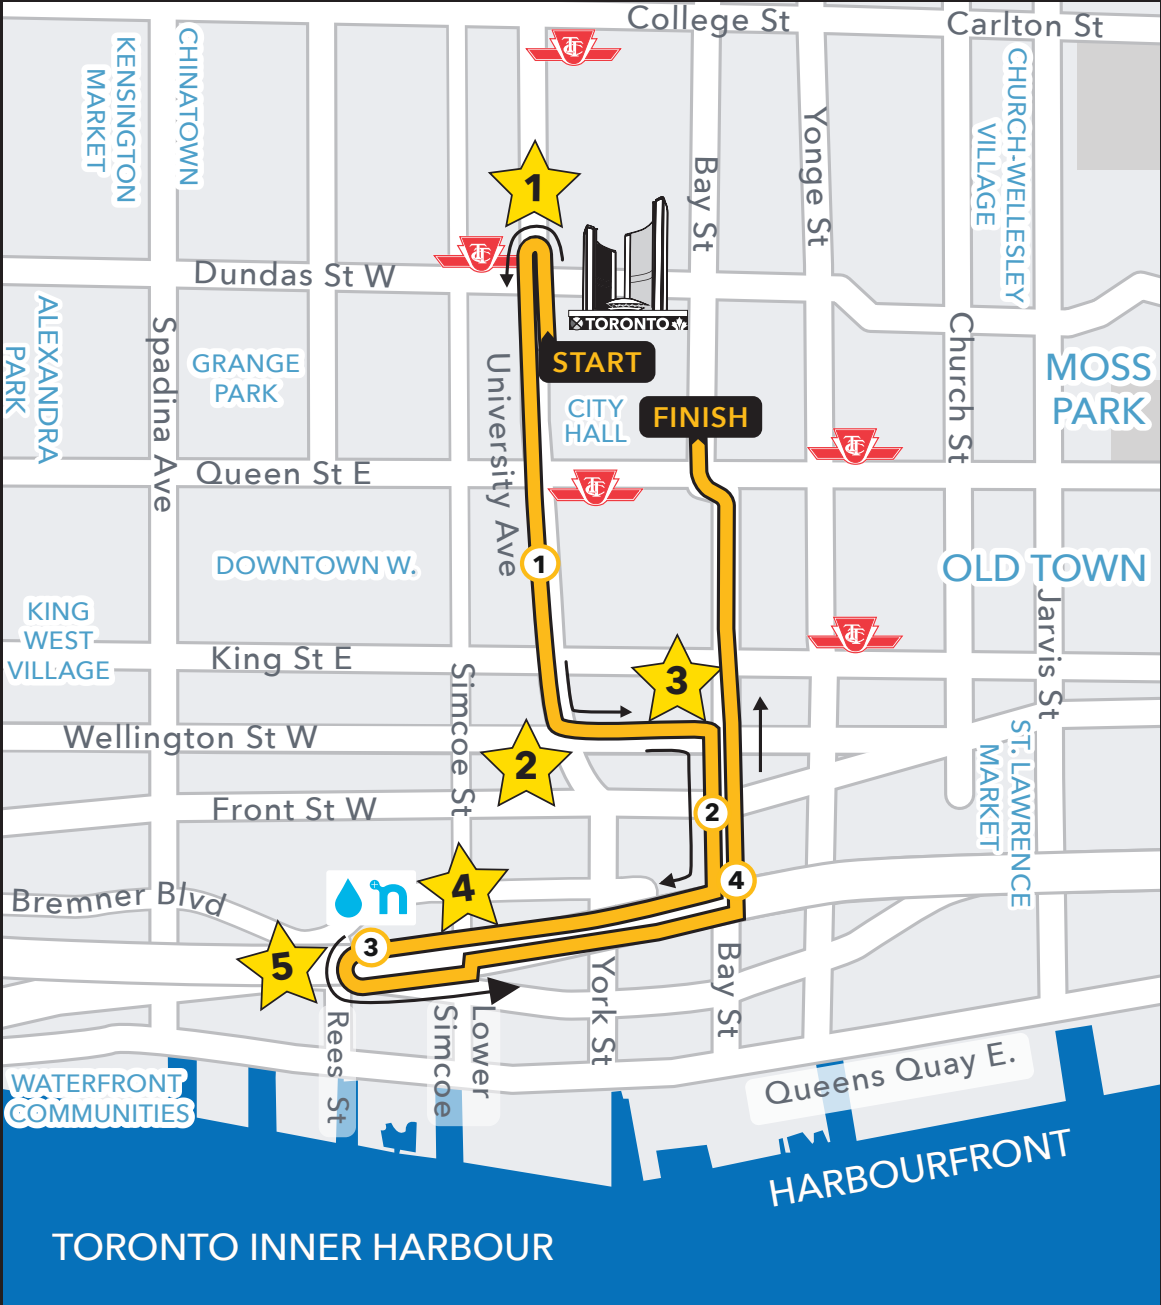 College St
Carlton St
KENSINGTON
MARKET
CHINATOWN
CHURCH-WELLESLEY
VILLAGE
Yonge St
Bay St
1
Dundas St W
TORONTO
ALEXANDRA
PARK
Spadina Ave
GRANGE
PARK
University Ave
START
CITY
HALL
FINISH
Church St
MOSS
PARK
Queen St E
DOWNTOWN W.
1
OLD TOWN
KING
WEST
VILLAGE
King St E
Simcoe St
3
Jarvis St
Wellington St W
2
ST. LAWRENCE
MARKET
Front St W
2
4
4
Bremner Blvd
n
3
5
York St
Bay St
Rees St
Lower
Simcoe
Queens Quay E.
WATERFRONT
COMMUNITIES
HARBOURFRONT
TORONTO INNER HARBOUR